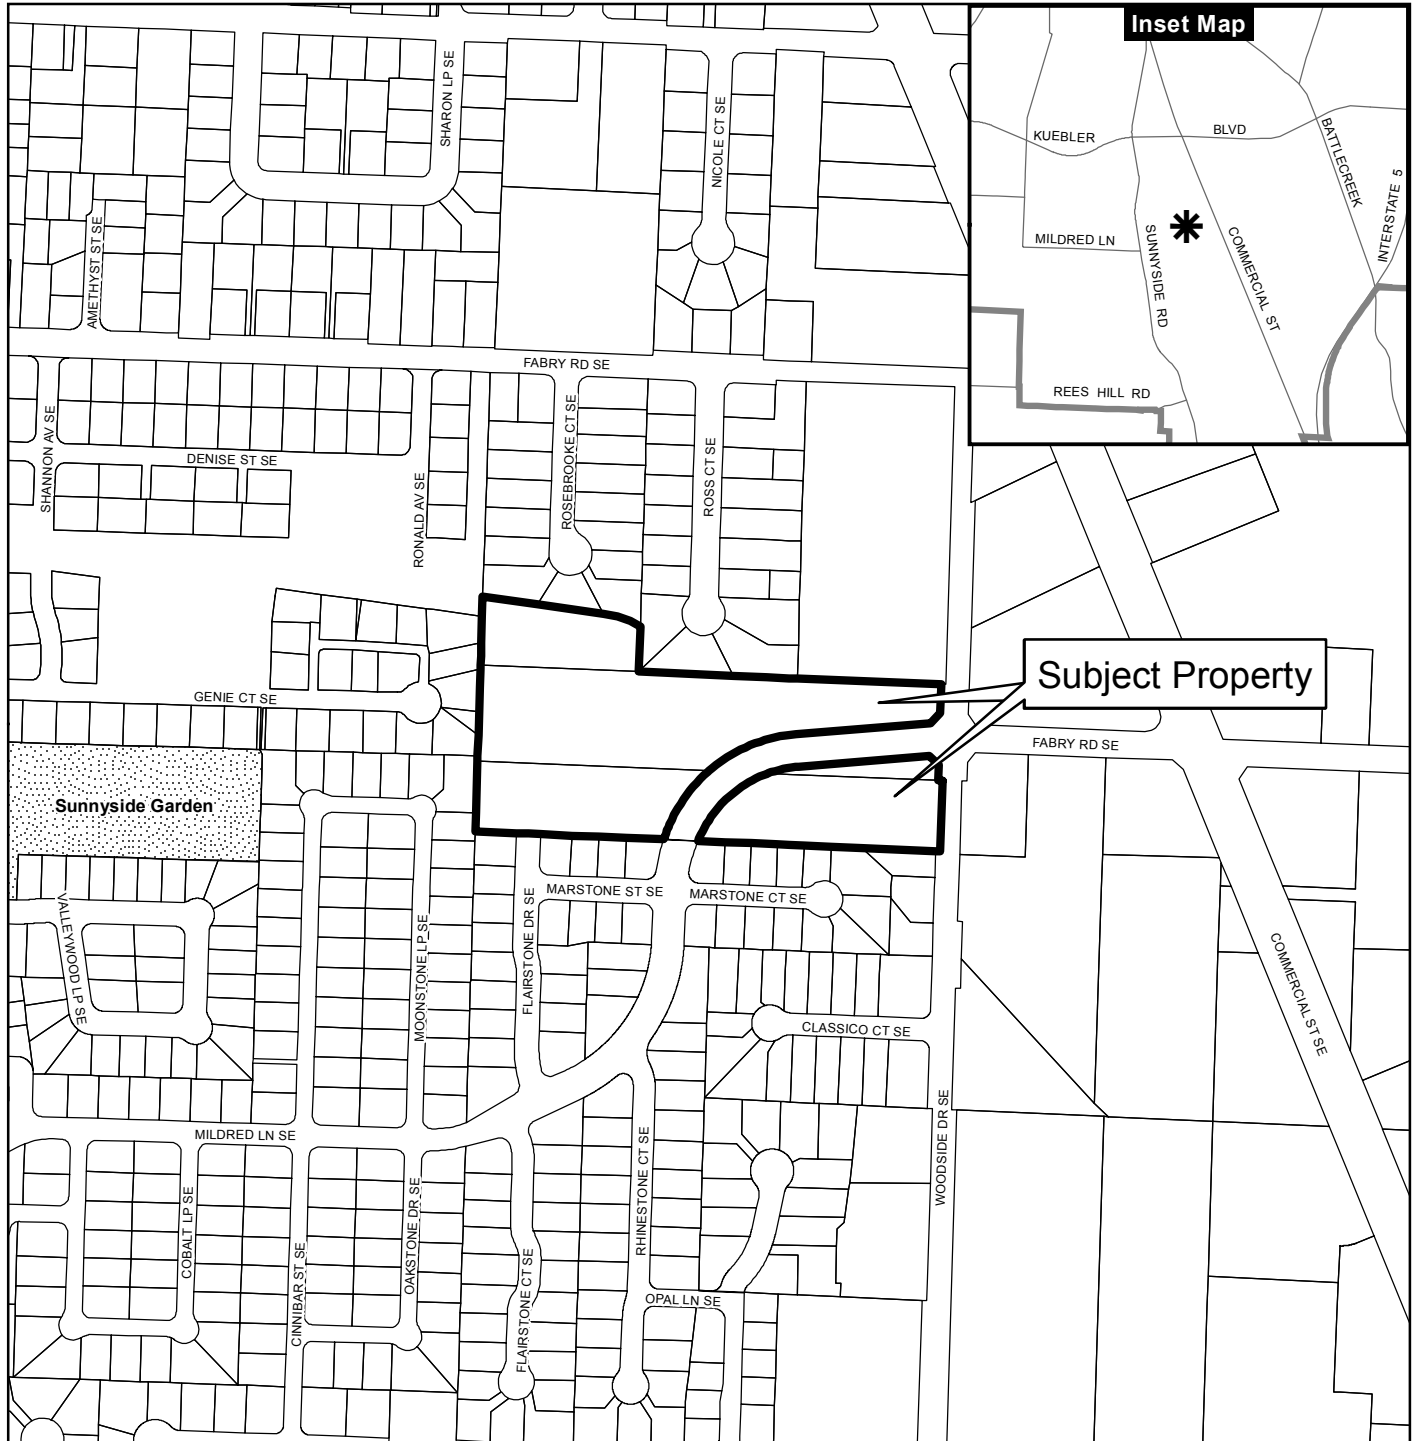 Inset Map
KUEBLER
BLVD
BATTLECREEK
INTERSTATE 5
MILDRED LN
SUNNYSIDE RD
COMMERCIAL ST
REES HILL RD
SHARON LP SE
NICOLE CT SE
AMETHYST ST SE
FABRY RD SE
SHANNON AV SE
DENISE ST SE
RONALD AV SE
ROSEBROOKE CT SE
ROSS CT SE
Subject Property
GENIE CT SE
FABRY RD SE
Sunnyside Garden
MARSTONE ST SE
MARSTONE CT SE
VALLEYWOOD LP SE
MOONSTONE LP SE
FLAIRSTONE DR SE
CLASSICO CT SE
COMMERCIAL ST SE
MILDRED LN SE
COBALT LP SE
CINNIBAR ST SE
OAKSTONE DR SE
FLAIRSTONE CT SE
RHINESTONE CT SE
WOODSIDE DR SE
OPAL LN SE